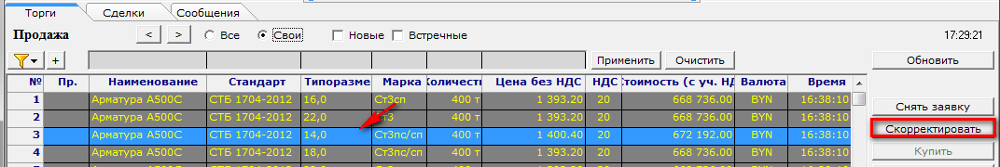 Торги Сделки Сообщения
Продажа < > Все Свои Новые Встречные 17:29:21
+ Применить Очистить Обновить
№ Пр. Наименование Стандарт Типоразме Марка Количесть Цена без НДС НДС Стоимость (с уч. НД Валюта Время
1 Арматура А500С СТБ 1704-2012 16,0 Ст3сп 400 т 1 393.20 20 668 736.00 BYN 16:38:10
Снять заявку
2 Арматура А500С СТБ 1704-2012 22,0 Ст3 400 т 1 393.20 20 668 736.00 BYN 16:38:10
3 Арматура А500С СТБ 1704-2012 14,0 Ст3пс/сп 400 т 1 400.40 20 672 192.00 BYN 16:38:10
Скорректировать
4 Арматура А500С СТБ 1704-2012 18,0 Ст3пс/сп 400 т 1 393.20 20 668 736.00 BYN 16:38:10
Купить